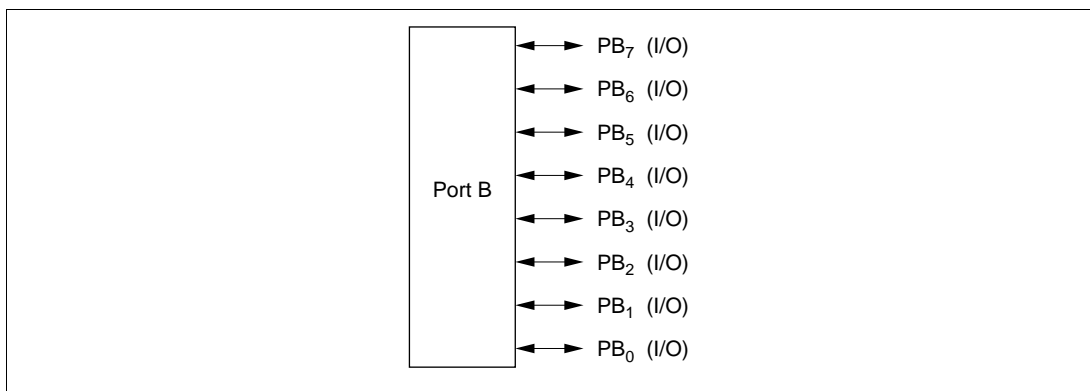 PB7 (I/O)
PB6 (I/O)
PB5 (I/O)
PB4 (I/O)
Port B
PB3 (I/O)
PB2 (I/O)
PB1 (I/O)
PB0 (I/O)